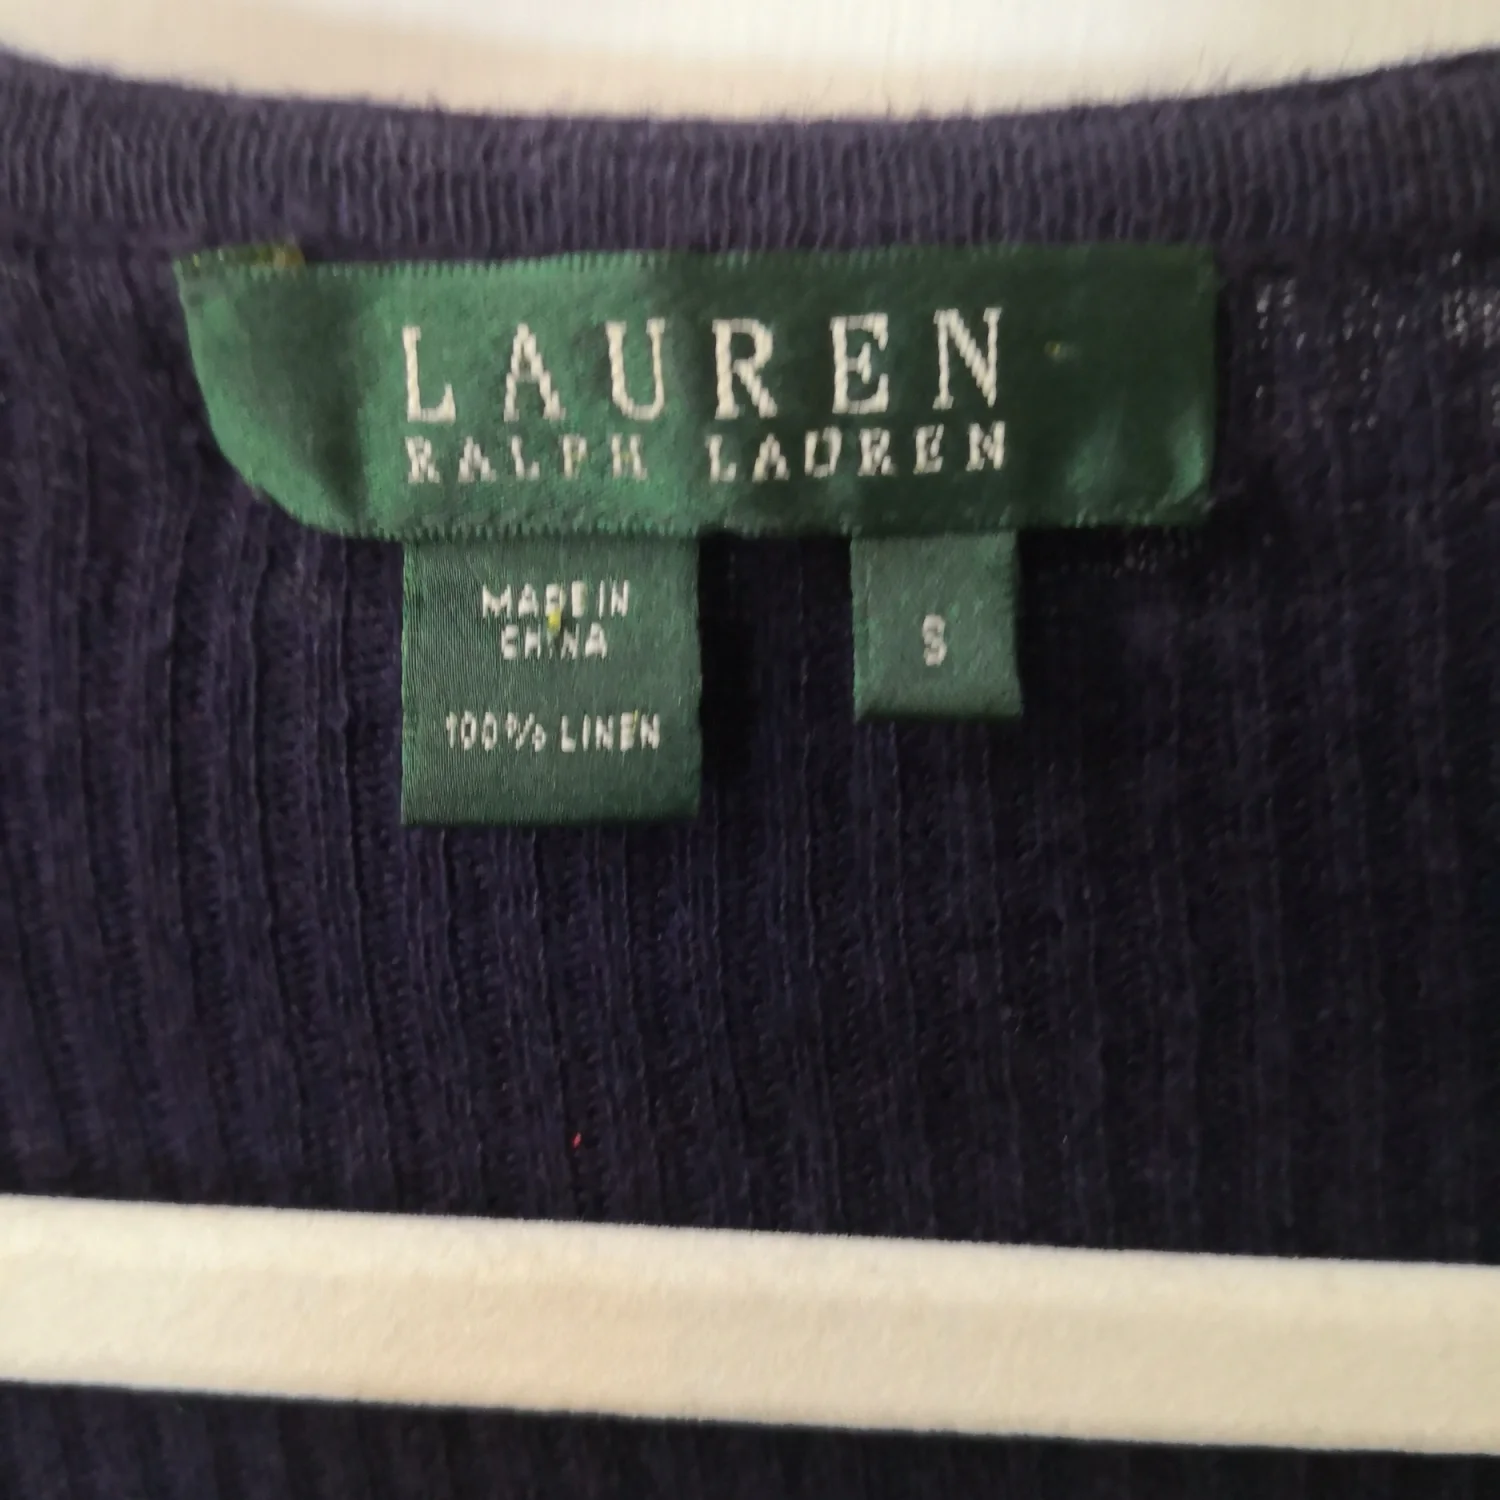 LAUREN
RALPH LAUREN
MADE IN
CHINA
100% LINEN
S